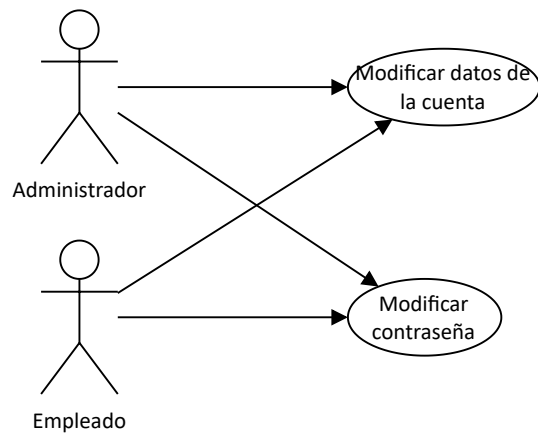 Modificar datos de
la cuenta
Administrador
Modificar
contraseña
Empleado